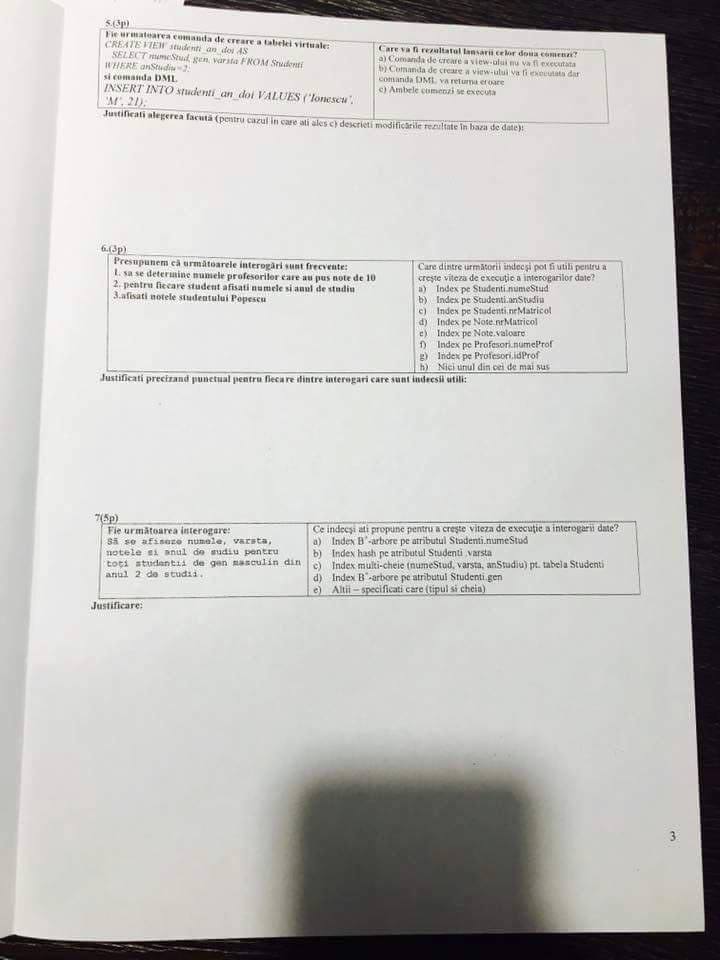 5.(3p)
Fie urmatoarea comanda de creare a tabelei virtuale:
CREATE VIEW studenti_an_doi AS
SELECT numeStud, gen, varsta FROM Studenti
WHERE anStudiu=2;
si comanda DML
INSERT INTO studenti_an_doi VALUES ('Ionescu',
'M', 21);
Care va fi rezultatul lansarii celor doua comenzi?
a) Comanda de creare a view-ului nu va fi executata
b) Comanda de creare a view-ului va fi executata dar
comanda DML va returna eroare
c) Ambele comenzi se executa
Justificati alegerea facută (pentru cazul in care ati ales c) descrieti modificările rezultate în baza de date):
6.(3p)
Presupunem că următoarele interogări sunt frecvente:
1. sa se determine numele profesorilor care au pus note de 10
2. pentru fiecare student afisati numele si anul de studiu
3.afisati notele studentului Popescu
Care dintre următorii indecşi pot fi utili pentru a
creşte viteza de execuţie a interogarilor date?
a) Index pe Studenti.numeStud
b) Index pe Studenti.anStudiu
c) Index pe Studenti.nrMatricol
d) Index pe Note.nrMatricol
e) Index pe Note.valoare
f) Index pe Profesori.numeProf
g) Index pe Profesori.idProf
h) Nici unul din cei de mai sus
Justificati precizand punctual pentru fiecare dintre interogari care sunt indecsii utili:
7(5p)
Fie următoarea interogare:
Să se afiseze numele, varsta,
notele si anul de sudiu pentru
toţi studentii de gen masculin din
anul 2 de studii.
Ce indecşi ati propune pentru a creşte viteza de execuţie a interogarii date?
a) Index B+-arbore pe atributul Studenti.numeStud
b) Index hash pe atributul Studenti.varsta
c) Index multi-cheie (numeStud, varsta, anStudiu) pt. tabela Studenti
d) Index B+-arbore pe atributul Studenti.gen
e) Altii – specificati care (tipul si cheia)
Justificare:
3